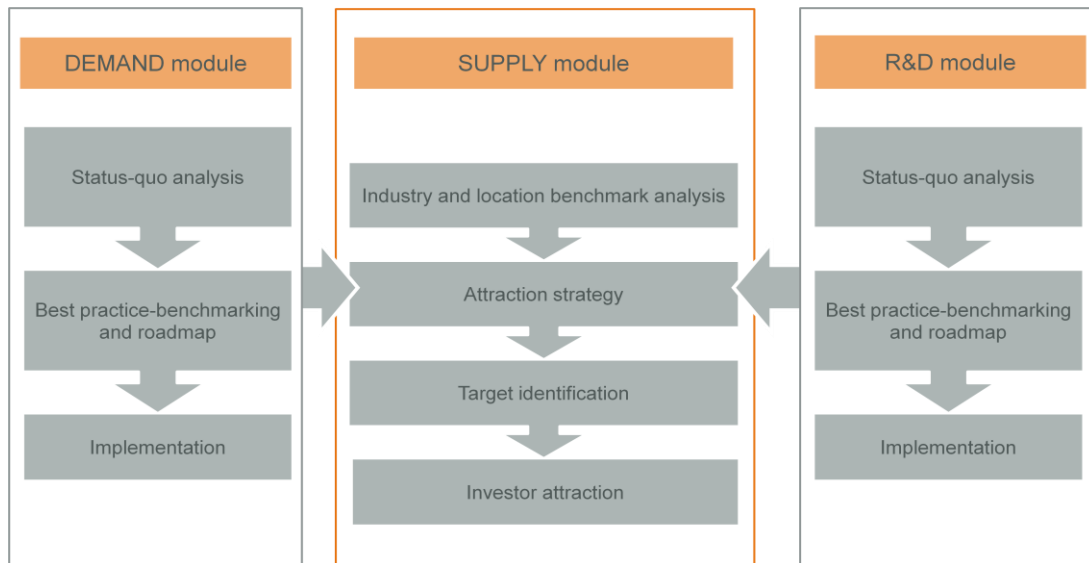 DEMAND module
Status-quo analysis
Best practice-benchmarking
and roadmap
Implementation
SUPPLY module
Industry and location benchmark analysis
Attraction strategy
Target identification
Investor attraction
R&D module
Status-quo analysis
Best practice-benchmarking
and roadmap
Implementation